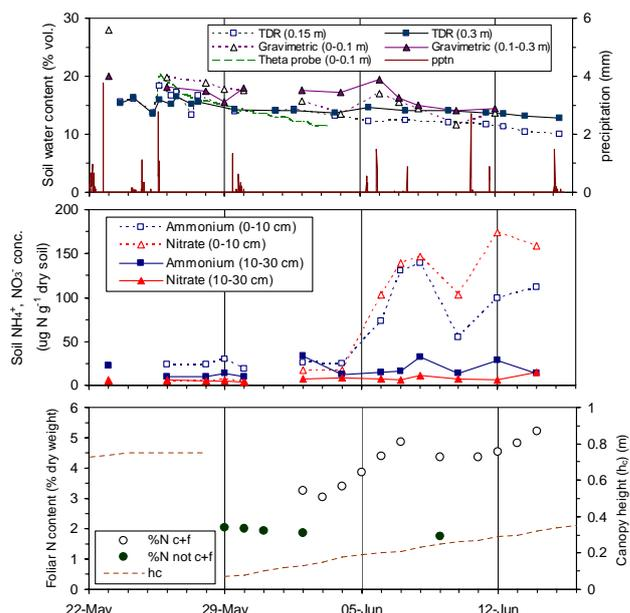 Soil water content (% vol.)
30
20
10
0
TDR (0.15 m)
TDR (0.3 m)
Gravimetric (0-0.1 m)
Gravimetric (0.1-0.3 m)
Theta probe (0-0.1 m)
pptn
6
4
2
0
precipitation (mm)
Soil NH₄⁺, NO₃⁻ conc.
(ug N g⁻¹ dry soil)
200
150
100
50
0
Ammonium (0-10 cm)
Nitrate (0-10 cm)
Ammonium (10-30 cm)
Nitrate (10-30 cm)
Foliar N content (% dry weight)
6
5
4
3
2
1
0
%N c+f
%N not c+f
hc
1
0.8
0.6
0.4
0.2
0
Canopy height (hc) (m)
22-May
29-May
05-Jun
12-Jun